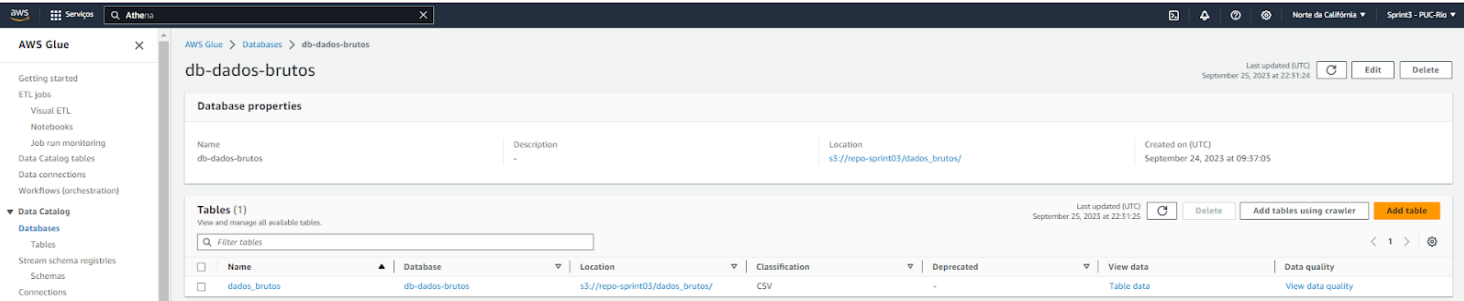 aws Serviços Athena Norte da Califórnia Sprint3 - PUC-Rio
AWS Glue
Getting started
ETL jobs
Visual ETL
Notebooks
Job run monitoring
Data Catalog tables
Data connections
Workflows (orchestration)
Data Catalog
Databases
Tables
Stream schema registries
Schemas
Connections
AWS Glue > Databases > db-dados-brutos
db-dados-brutos
Last updated (UTC)
September 25, 2023 at 22:31:24
Edit Delete
Database properties
Name Description Location Created on (UTC)
db-dados-brutos - s3://repo-sprint03/dados_brutos/ September 24, 2023 at 09:37:05
Tables (1)
View and manage all available tables.
Last updated (UTC)
September 25, 2023 at 22:31:25
Delete Add tables using crawler Add table
Filter tables
< 1 >
Name Database Location Classification Deprecated View data Data quality
dados_brutos db-dados-brutos s3://repo-sprint03/dados_brutos/ CSV - Table data View data quality